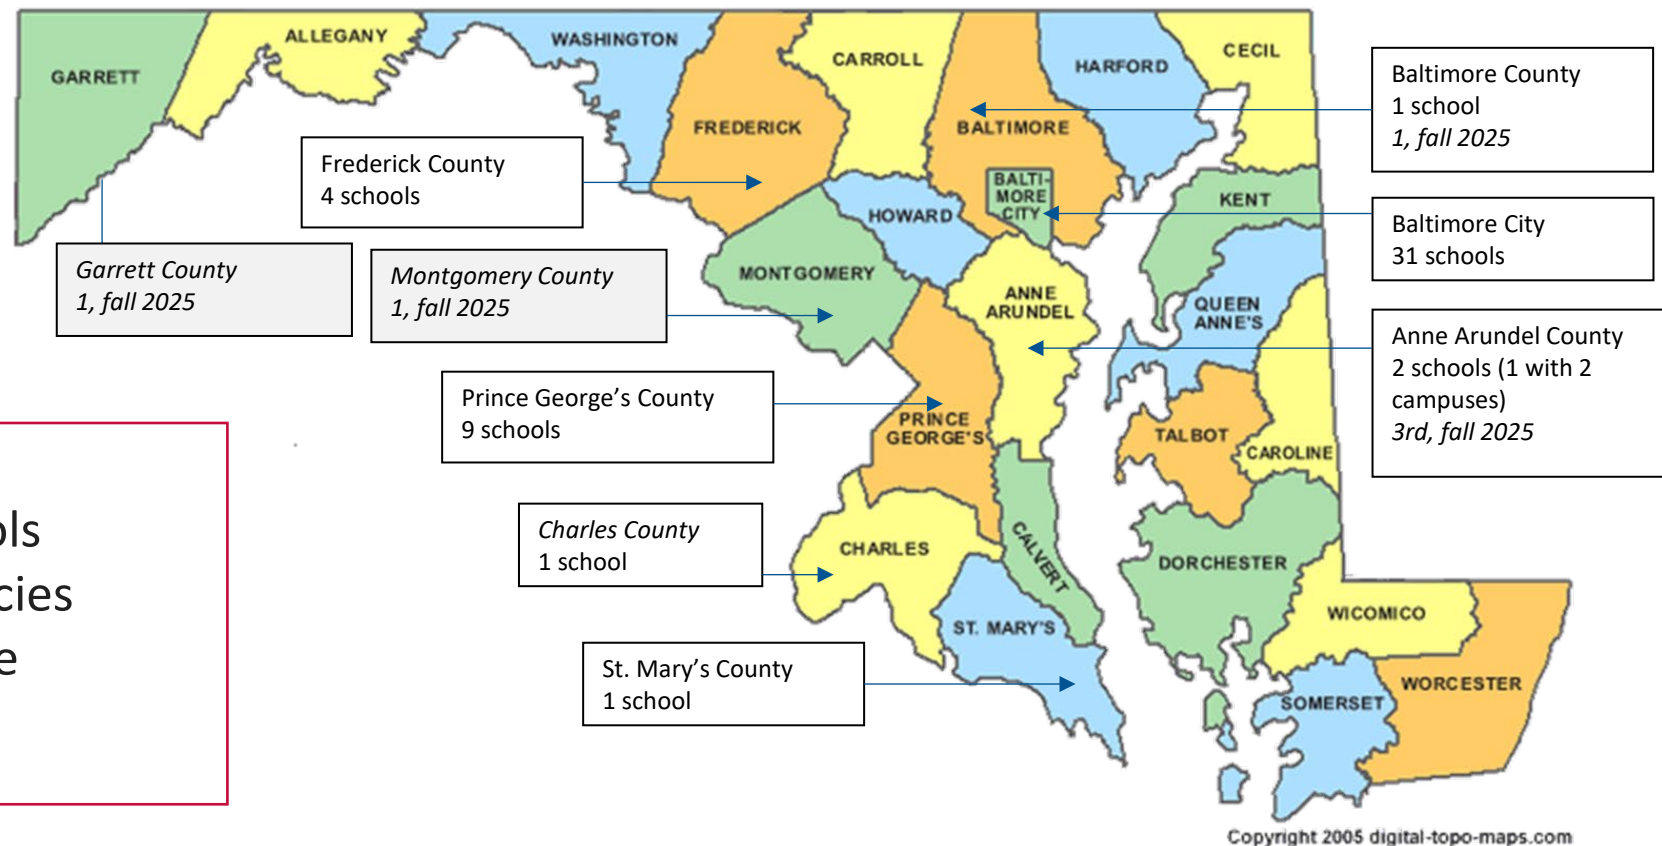 GARRETT
ALLEGANY
WASHINGTON
FREDERICK
CARROLL
BALTIMORE
HARFORD
CECIL
BALTI-
MORE
CITY
HOWARD
MONTGOMERY
KENT
ANNE
ARUNDEL
QUEEN
ANNE'S
PRINCE
GEORGE'S
TALBOT
CAROLINE
CHARLES
CALVERT
ST. MARY'S
DORCHESTER
WICOMICO
WORCESTER
SOMERSET
Baltimore County
1 school
1, fall 2025
Frederick County
4 schools
Baltimore City
31 schools
Garrett County
1, fall 2025
Montgomery County
1, fall 2025
Anne Arundel County
2 schools (1 with 2
campuses)
3rd, fall 2025
Prince George’s County
9 schools
Charles County
1 school
St. Mary’s County
1 school
ols
cies
e
Copyright 2005 digital-topo-maps.com